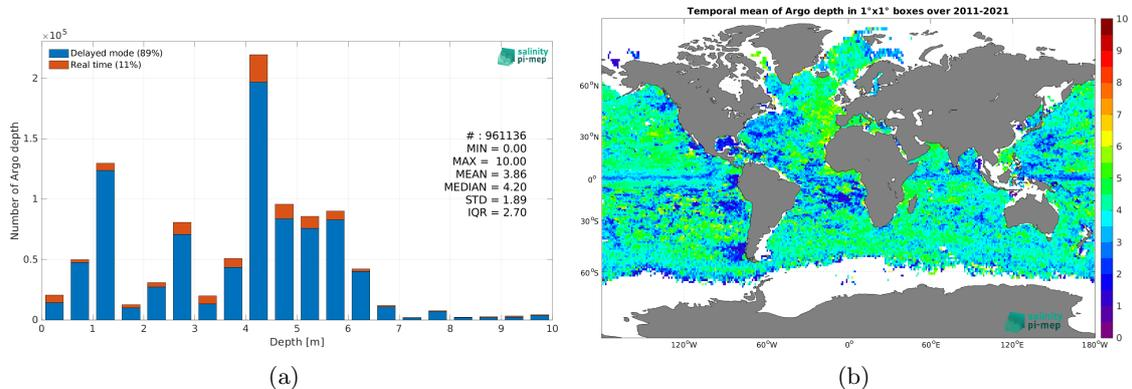 ×10⁵
Delayed mode (89%)
Real time (11%)
salinity
pi-mep
2
1.5
1
0.5
0
Number of Argo depth
# : 961136
MIN = 0.00
MAX = 10.00
MEAN = 3.86
MEDIAN = 4.20
STD = 1.89
IQR = 2.70
0 1 2 3 4 5 6 7 8 9 10
Depth [m]
(a)
Temporal mean of Argo depth in 1°x1° boxes over 2011-2021
60°N
30°N
0°
30°S
60°S
120°W 60°W 0° 60°E 120°E 180°W
salinity
pi-mep
10
9
8
7
6
5
4
3
2
1
0
(b)